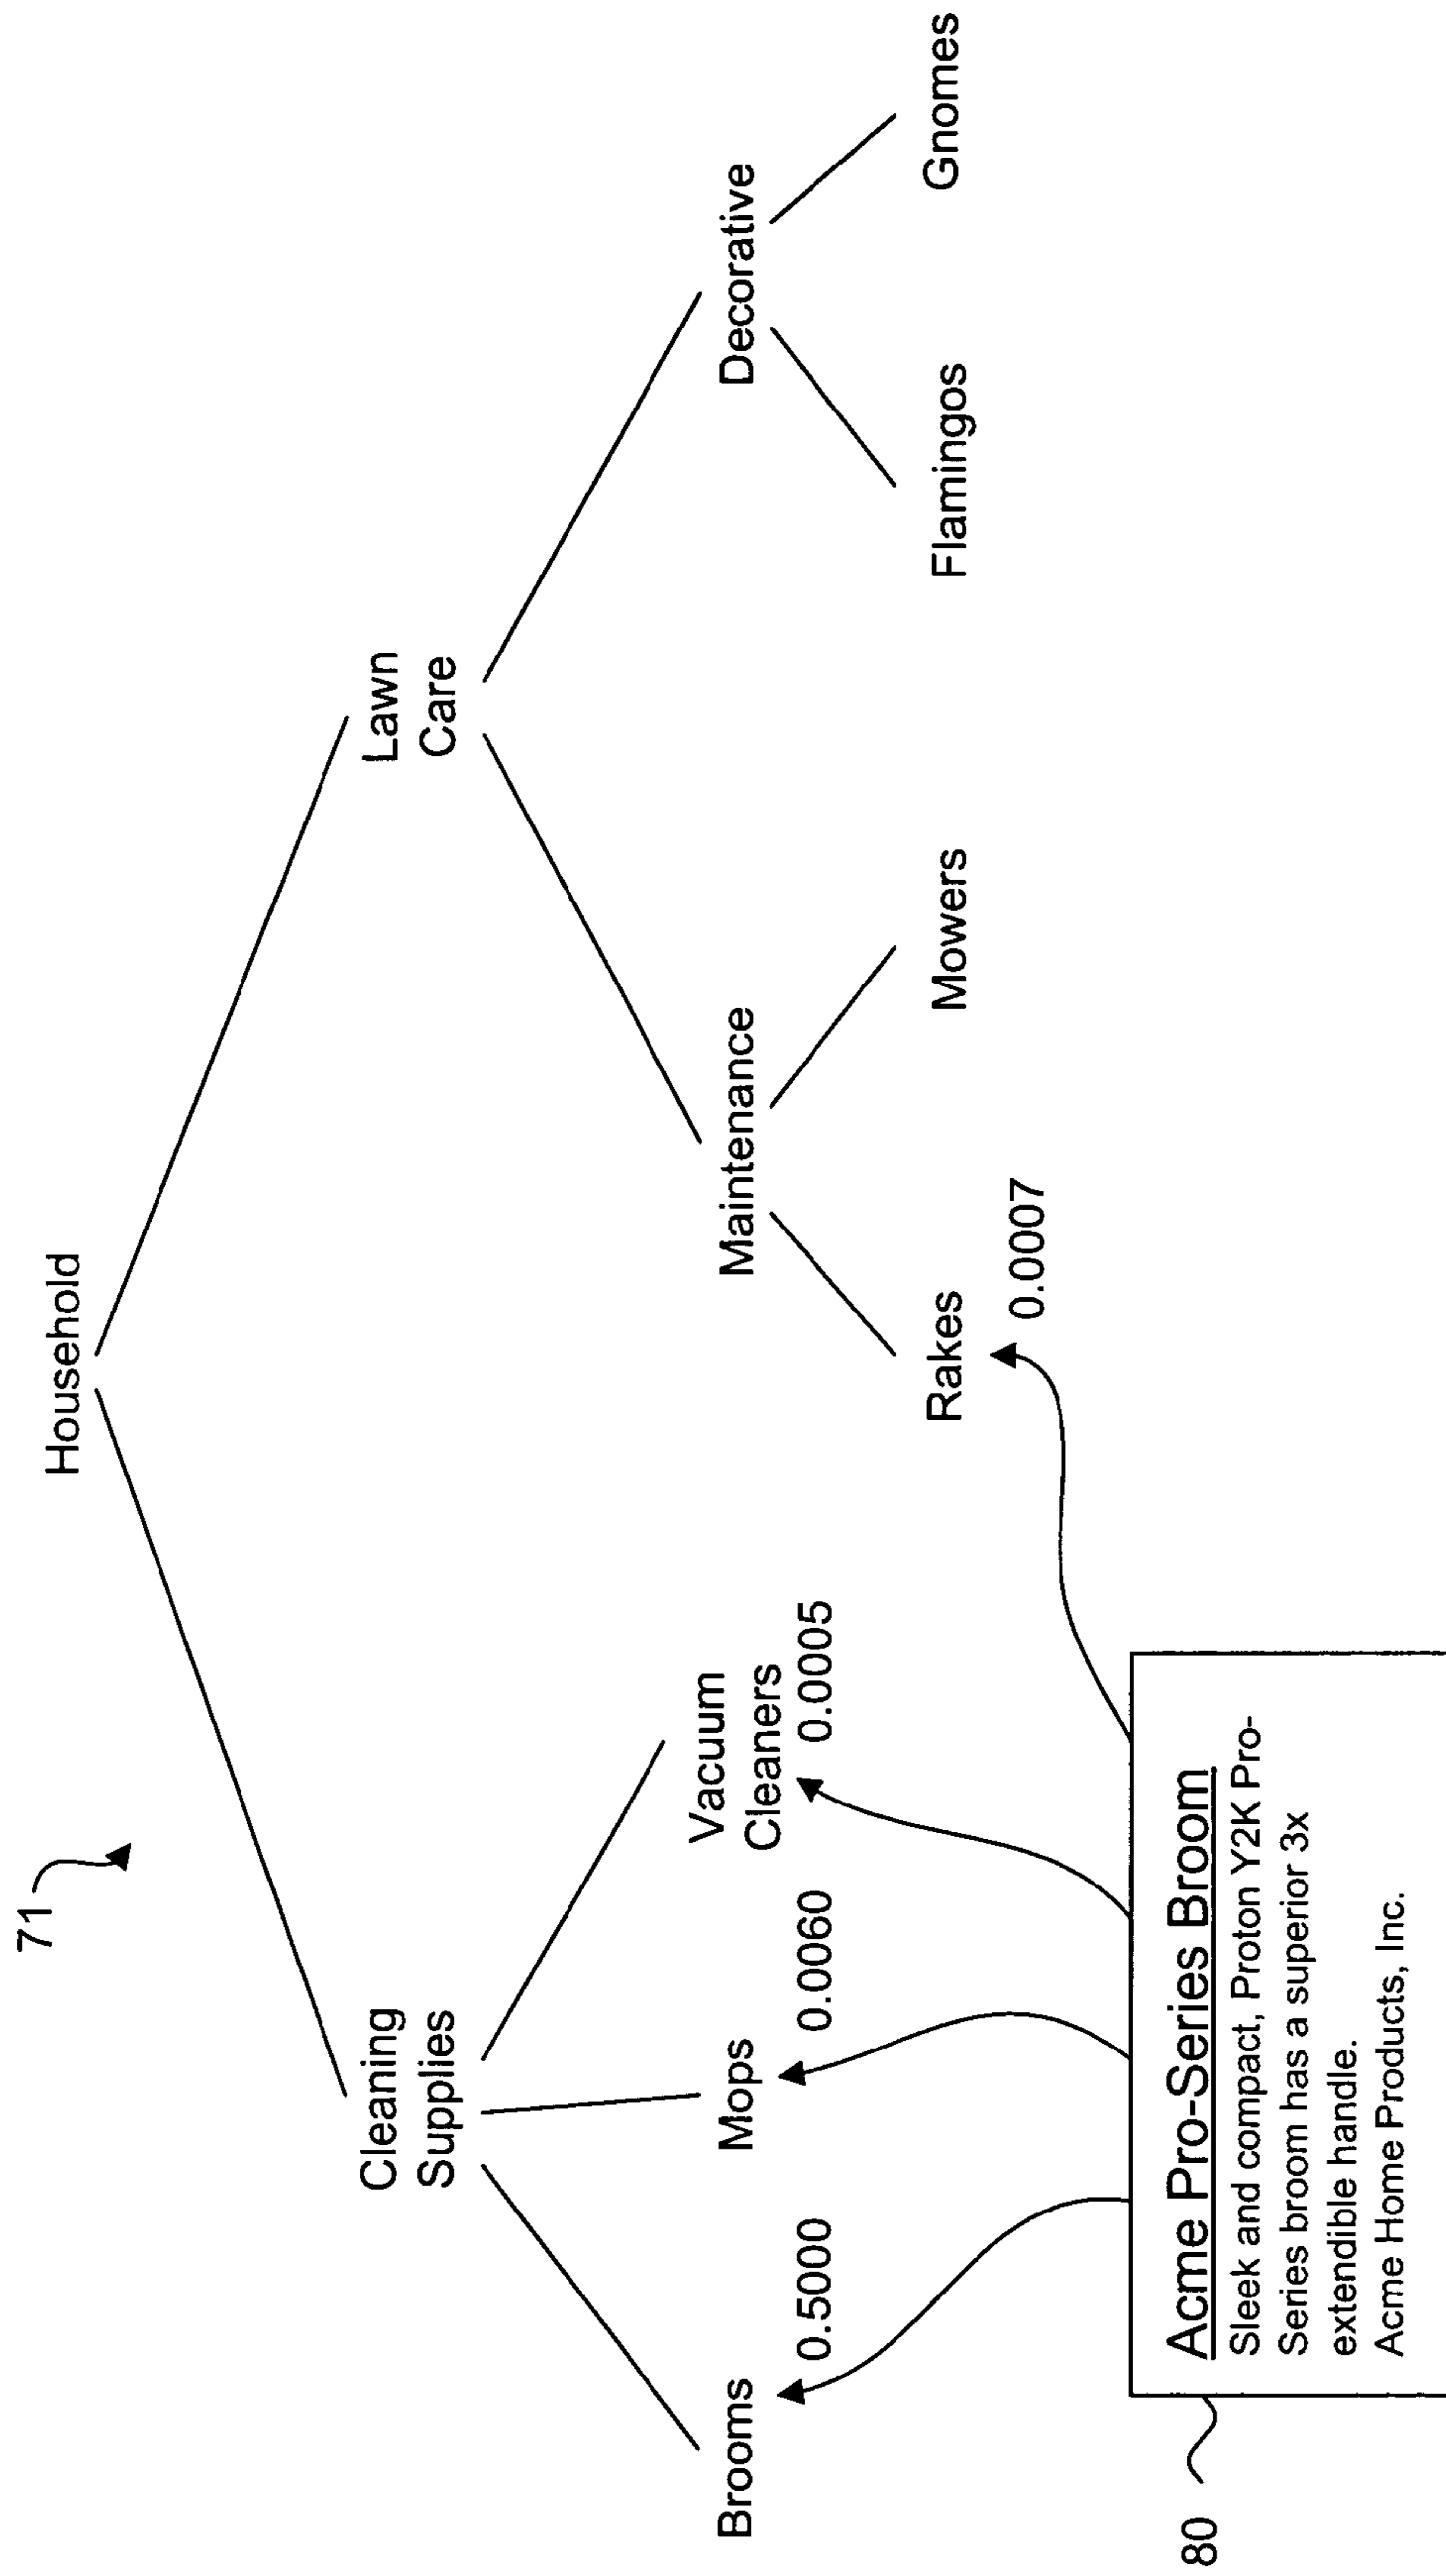 71
Household
Cleaning
Supplies
Lawn
Care
Brooms
Mops
Vacuum
Cleaners
Maintenance
Decorative
0.5000
0.0060
0.0005
Rakes
Mowers
Flamingos
Gnomes
0.0007
80
Acme Pro-Series Broom
Sleek and compact, Proton Y2K Pro-
Series broom has a superior 3x
extendible handle.
Acme Home Products, Inc.